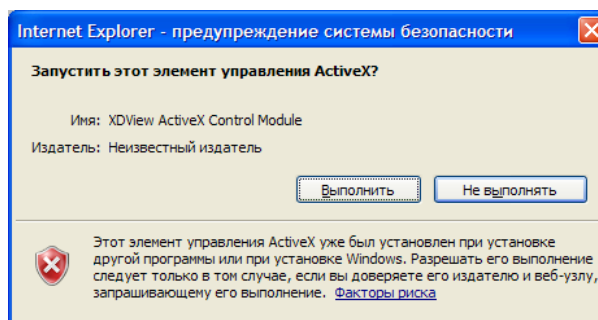 Internet Explorer - предупреждение системы безопасности
Запустить этот элемент управления ActiveX?
Имя: XDView ActiveX Control Module
Издатель: Неизвестный издатель
Выполнить Не выполнять
Этот элемент управления ActiveX уже был установлен при установке
другой программы или при установке Windows. Разрешать его выполнение
следует только в том случае, если вы доверяете его издателю и веб-узлу,
запрашивающему его выполнение. Факторы риска